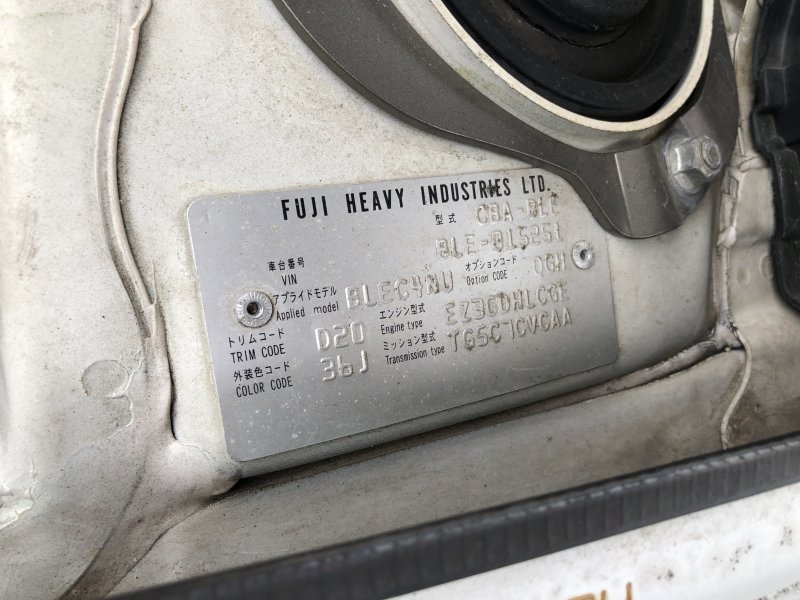 FUJI HEAVY INDUSTRIES LTD.
型式 CBA-BLE
車台番号 VIN BLE-015251
アプライドモデル Applied model BLEC4RU オプションコード Option CODE QGH
トリムコード TRIM CODE D20 エンジン型式 Engine type EZ30DHLCGE
外装色コード COLOR CODE 36J ミッション型式 Transmission type TG5C7CVGAA